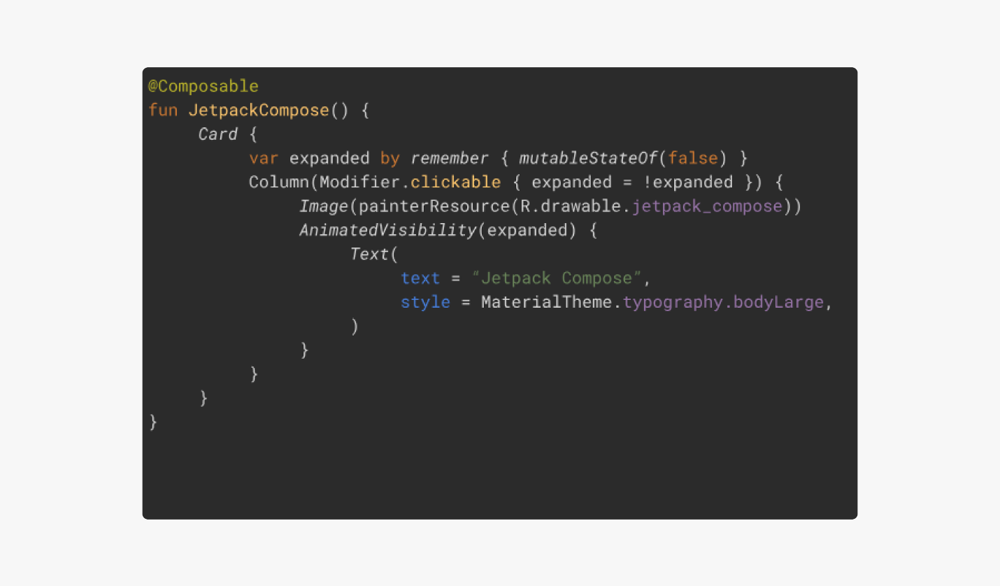 @Composable
fun JetpackCompose() {
Card {
var expanded by remember { mutableStateOf(false) }
Column(Modifier.clickable { expanded = !expanded }) {
Image(painterResource(R.drawable.jetpack_compose))
AnimatedVisibility(expanded) {
Text(
text = “Jetpack Compose”,
style = MaterialTheme.typography.bodyLarge,
)
}
}
}
}